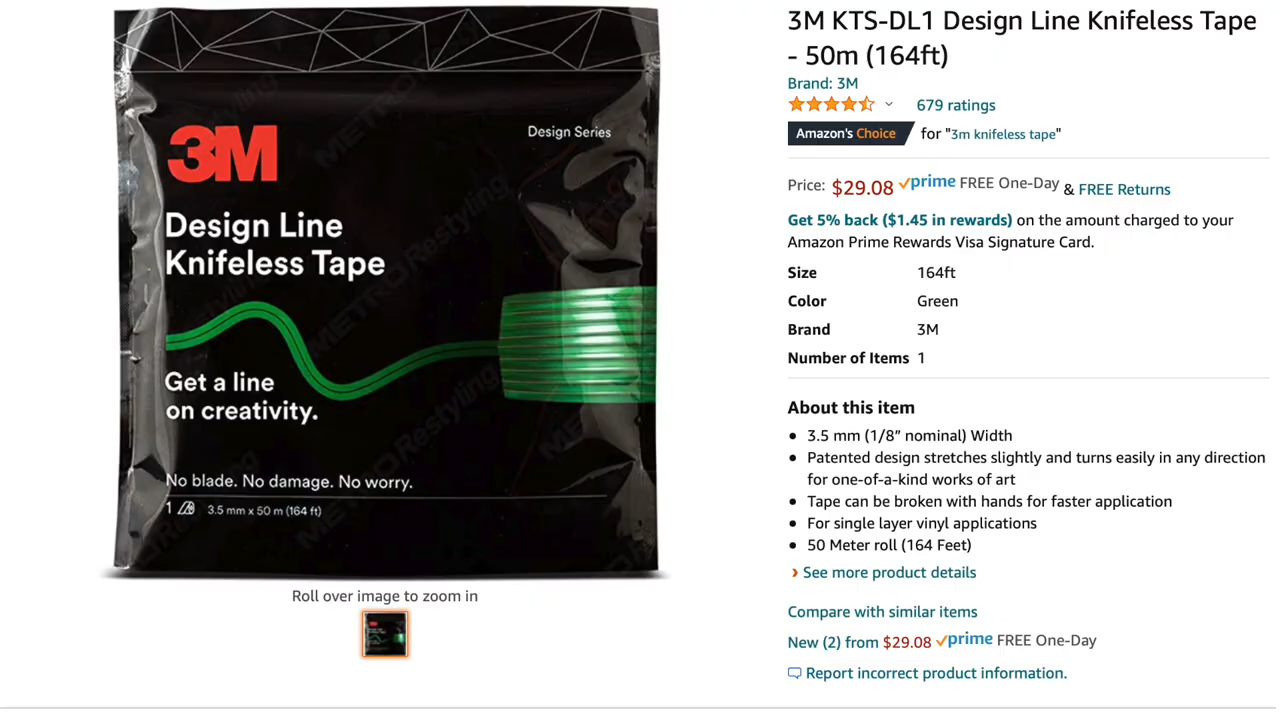 3M
Design Series
Design Line
Knifeless Tape
Get a line
on creativity.
No blade. No damage. No worry.
1 3.5 mm x 50 m (164 ft)
METRO Restyling
Roll over image to zoom in
3M KTS-DL1 Design Line Knifeless Tape
- 50m (164ft)
Brand: 3M
679 ratings
Amazon's Choice for "3m knifeless tape"
Price: $29.08 prime FREE One-Day & FREE Returns
Get 5% back ($1.45 in rewards) on the amount charged to your
Amazon Prime Rewards Visa Signature Card.
Size 164ft
Color Green
Brand 3M
Number of Items 1
About this item
• 3.5 mm (1/8” nominal) Width
• Patented design stretches slightly and turns easily in any direction
for one-of-a-kind works of art
• Tape can be broken with hands for faster application
• For single layer vinyl applications
• 50 Meter roll (164 Feet)
› See more product details
Compare with similar items
New (2) from $29.08 prime FREE One-Day
Report incorrect product information.